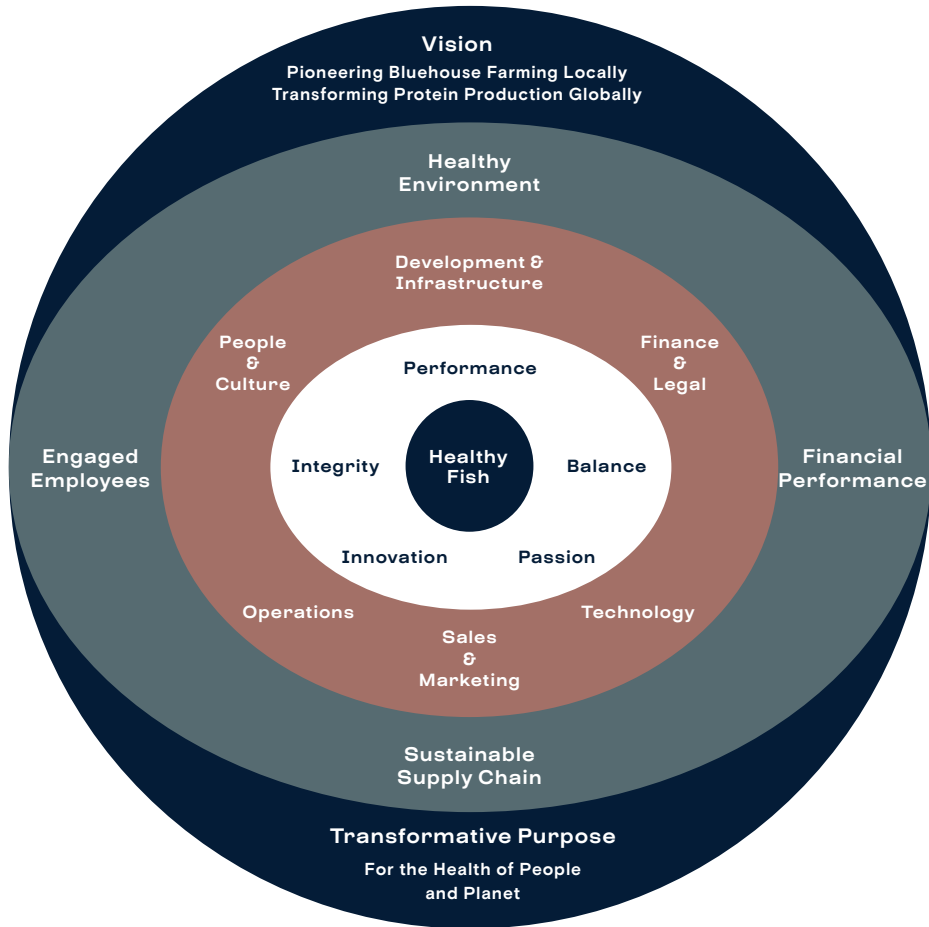 Vision
Pioneering Bluehouse Farming Locally
Transforming Protein Production Globally
Healthy
Environment
Development &
Infrastructure
People
&
Culture
Finance
&
Legal
Performance
Engaged
Employees
Integrity
Healthy
Fish
Balance
Financial
Performance
Innovation
Passion
Operations
Technology
Sales
&
Marketing
Sustainable
Supply Chain
Transformative Purpose
For the Health of People
and Planet